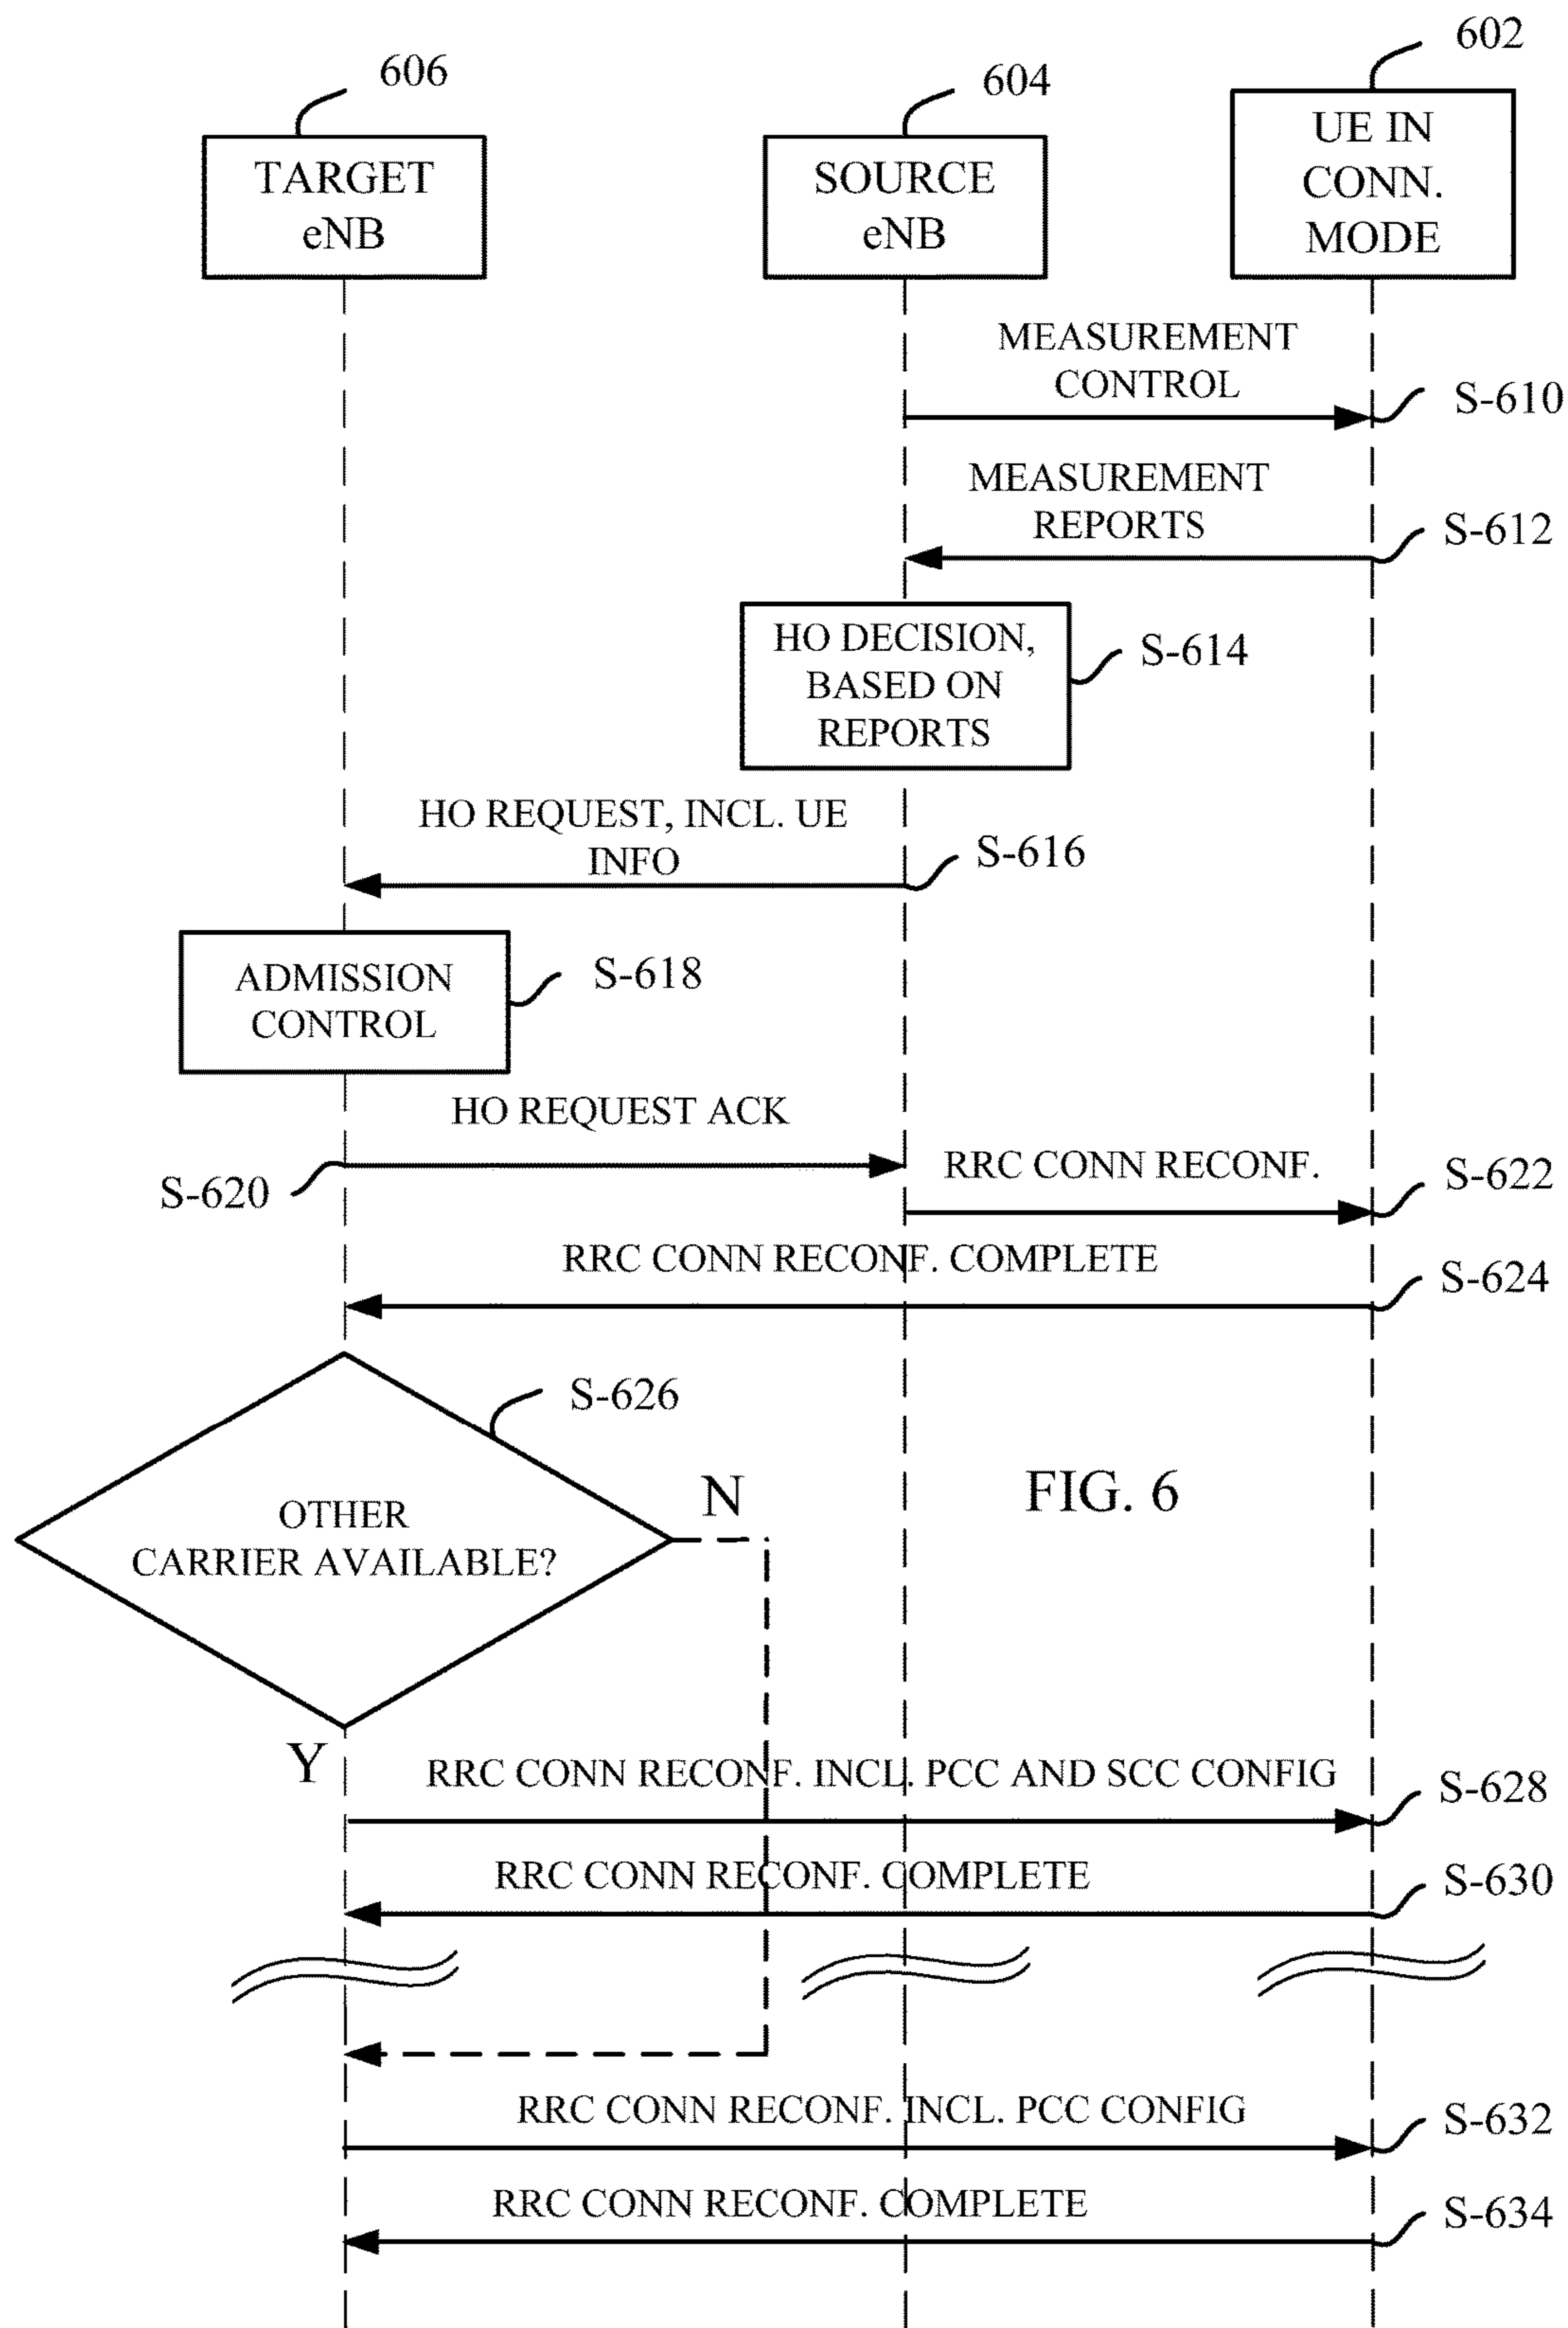 602
606
604
UE IN
CONN.
MODE
TARGET
eNB
SOURCE
eNB
MEASUREMENT
CONTROL
S-610
MEASUREMENT
REPORTS
S-612
HO DECISION,
BASED ON
REPORTS
S-614
HO REQUEST, INCL. UE
INFO
S-616
ADMISSION
CONTROL
S-618
HO REQUEST ACK
S-620
RRC CONN RECONF.
S-622
RRC CONN RECONF. COMPLETE
S-624
S-626
OTHER
CARRIER AVAILABLE?
N
FIG. 6
Y
RRC CONN RECONF. INCL. PCC AND SCC CONFIG
S-628
RRC CONN RECONF. COMPLETE
S-630
RRC CONN RECONF. INCL. PCC CONFIG
S-632
RRC CONN RECONF. COMPLETE
S-634